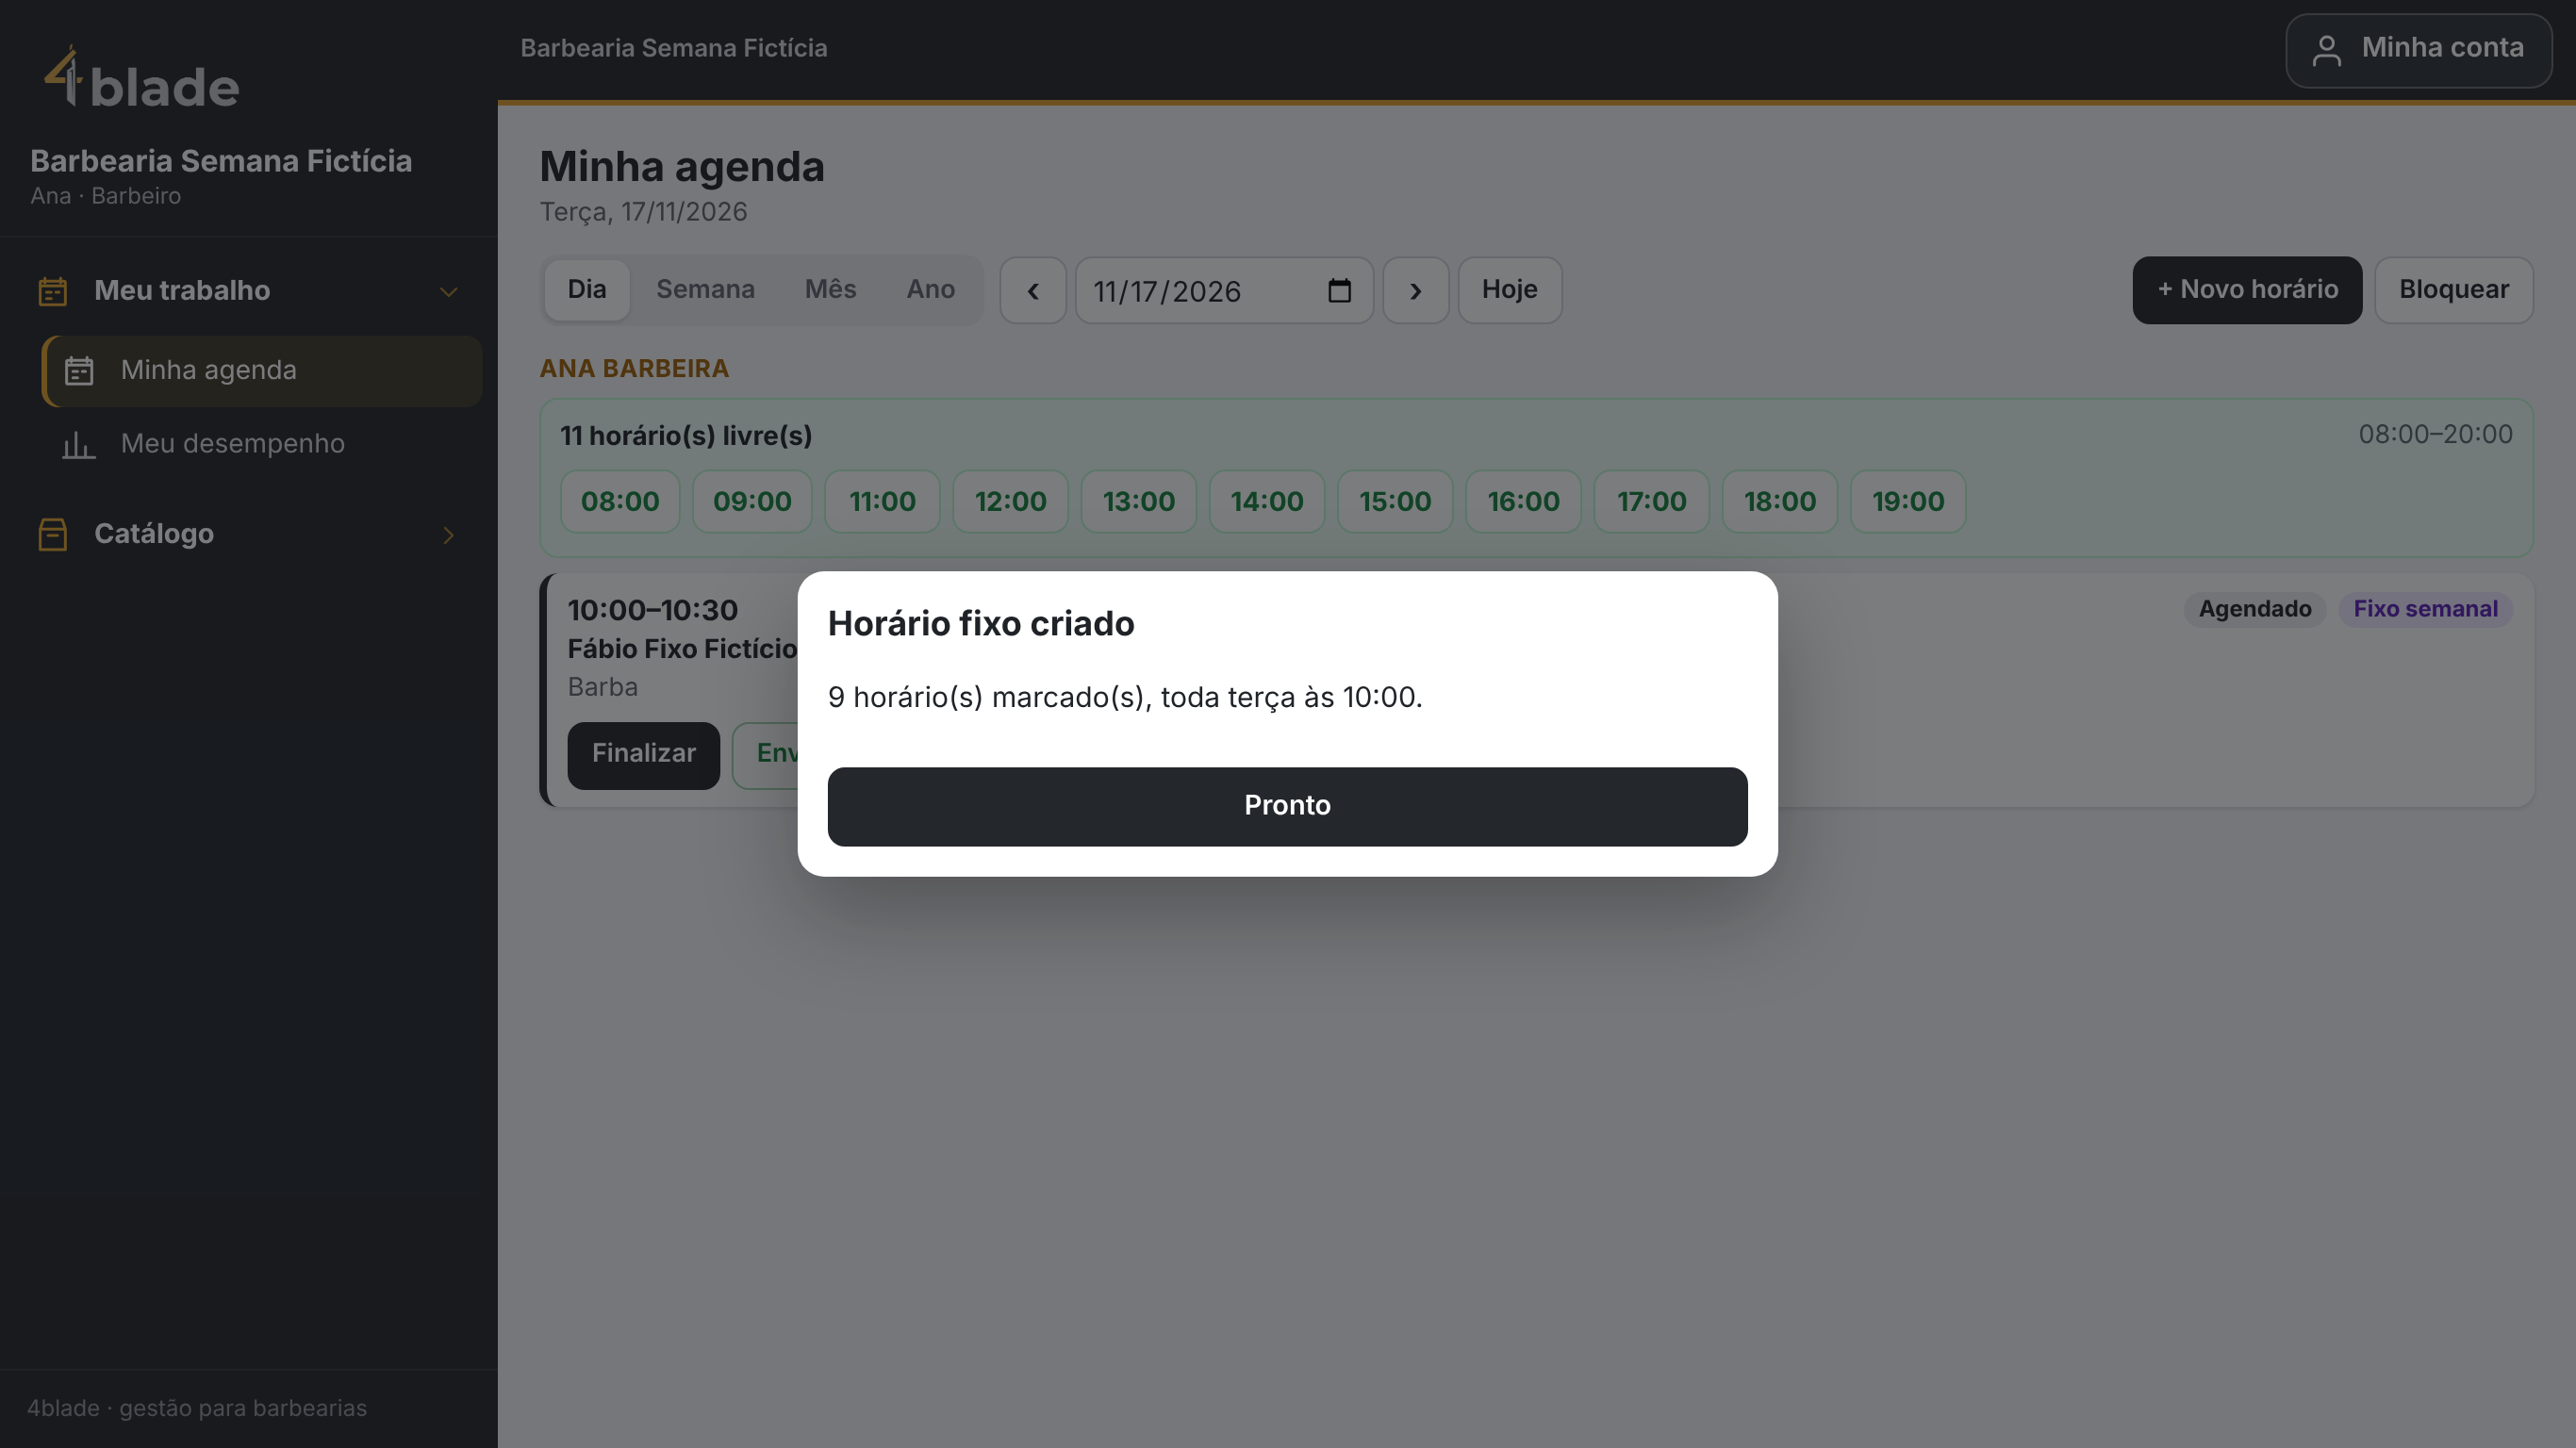 4blade
Barbearia Semana Fictícia
Ana · Barbeiro
Meu trabalho
Minha agenda
Meu desempenho
Catálogo
4blade · gestão para barbearias
Barbearia Semana Fictícia
Minha conta
Minha agenda
Terça, 17/11/2026
Dia Semana Mês Ano ‹ 11/17/2026 › Hoje + Novo horário Bloquear
ANA BARBEIRA
11 horário(s) livre(s) 08:00–20:00
08:00 09:00 11:00 12:00 13:00 14:00 15:00 16:00 17:00 18:00 19:00
10:00–10:30 Agendado Fixo semanal
Fábio Fixo Fictício
Barba
Finalizar Env
Horário fixo criado
9 horário(s) marcado(s), toda terça às 10:00.
Pronto